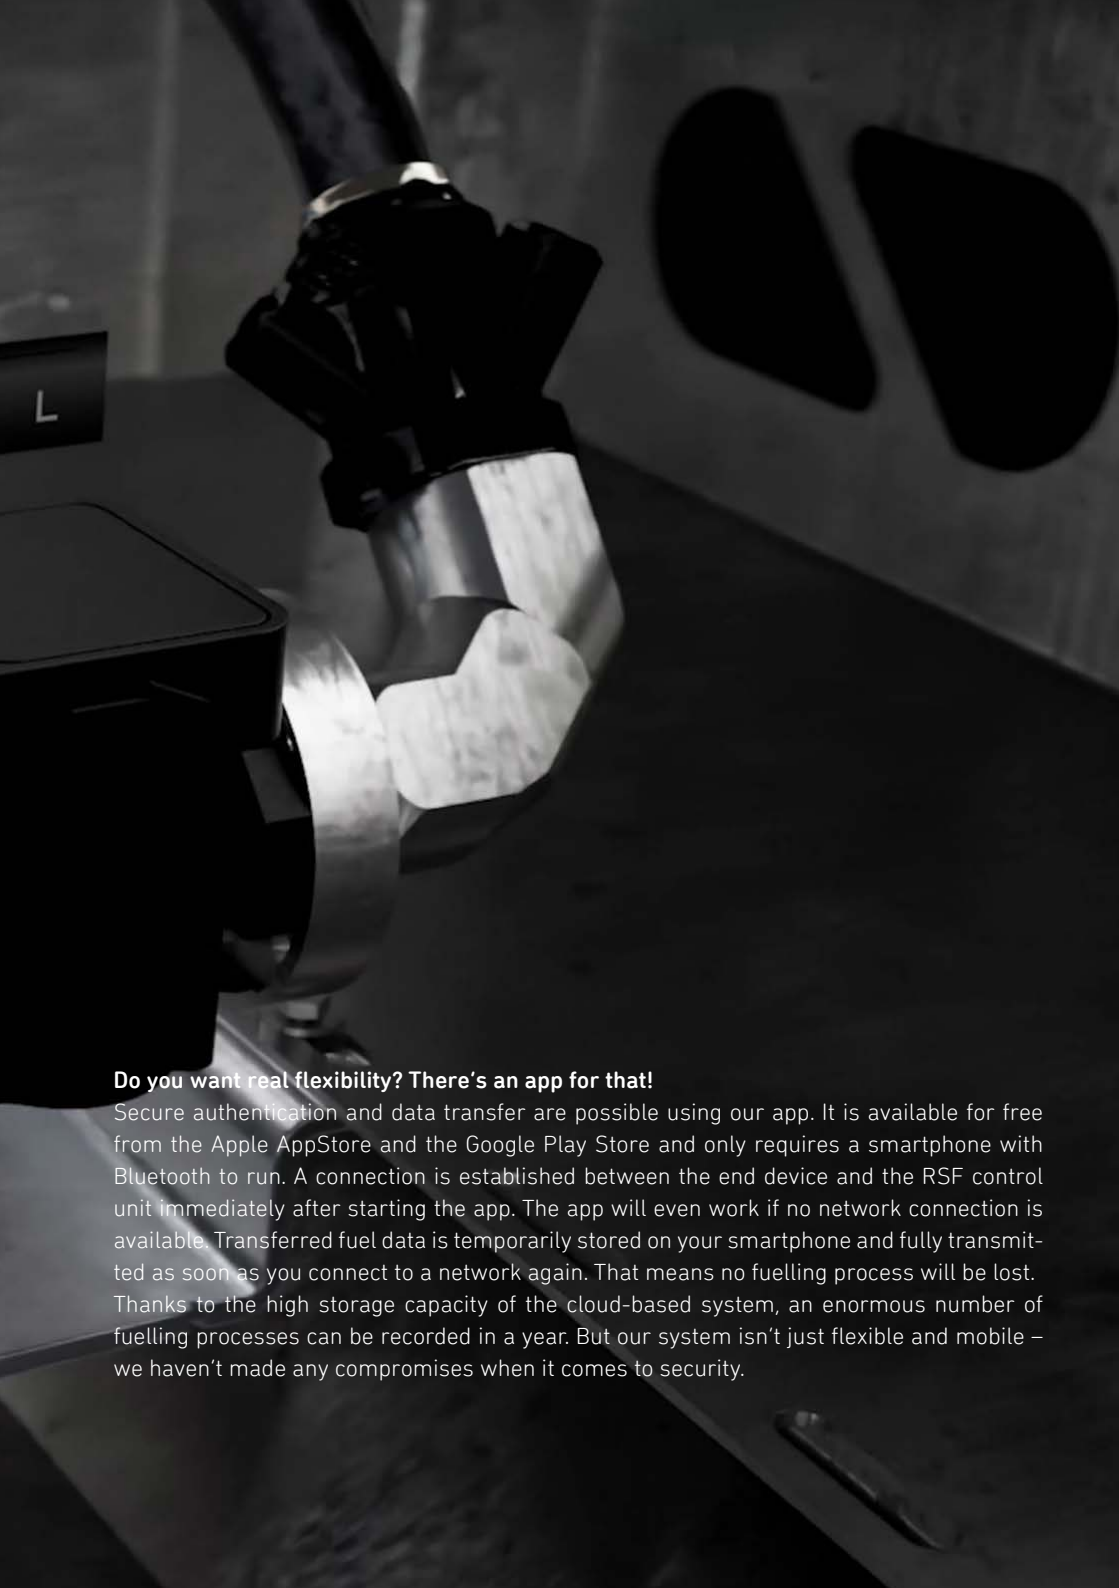 L
Do you want real flexibility? There’s an app for that!
Secure authentication and data transfer are possible using our app. It is available for free
from the Apple AppStore and the Google Play Store and only requires a smartphone with
Bluetooth to run. A connection is established between the end device and the RSF control
unit immediately after starting the app. The app will even work if no network connection is
available. Transferred fuel data is temporarily stored on your smartphone and fully transmit-
ted as soon as you connect to a network again. That means no fuelling process will be lost.
Thanks to the high storage capacity of the cloud-based system, an enormous number of
fuelling processes can be recorded in a year. But our system isn’t just flexible and mobile –
we haven’t made any compromises when it comes to security.